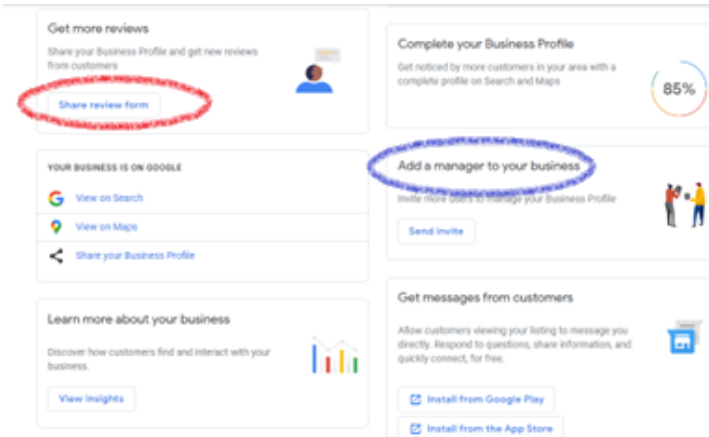 Get more reviews
Share your Business Profile and get new reviews
from customers
Share review form
YOUR BUSINESS IS ON GOOGLE
View on Search
View on Maps
Share your Business Profile
Learn more about your business
Discover how customers find and interact with your
business.
View insights
Complete your Business Profile
Get noticed by more customers in your area with a
complete profile on Search and Maps
85%
Add a manager to your business
Invite more users to manage your Business Profile
Send invite
Get messages from customers
Allow customers viewing your listing to message you
directly. Respond to questions, share information, and
quickly connect, for free.
Install from Google Play
Install from the App Store